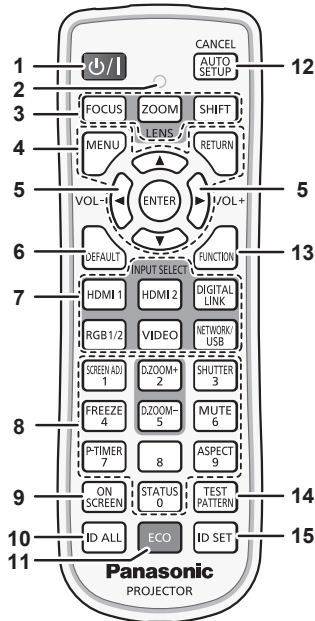 CANCEL
1 ⏻/I AUTO SETUP 12
2
3 FOCUS ZOOM SHIFT
LENS
4 MENU RETURN
5 ▲ 5
VOL- ◀ ENTER ▶ VOL+
▼
6 DEFAULT FUNCTION 13
INPUT SELECT
7 HDMI 1 HDMI 2 DIGITAL LINK
RGB1/2 VIDEO NETWORK/ USB
SCREEN ADJ 1 D.ZOOM+ 2 SHUTTER 3
8 FREEZE 4 D.ZOOM- 5 MUTE 6
P-TIMER 7 8 ASPECT 9
9 ON SCREEN STATUS 0 TEST PATTERN 14
10 ID ALL ECO ID SET 15
11
Panasonic
PROJECTOR